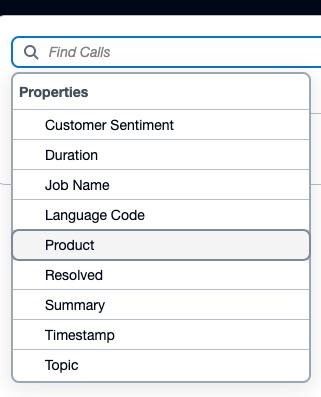 Find Calls
Properties
Customer Sentiment
Duration
Job Name
Language Code
Product
Resolved
Summary
Timestamp
Topic